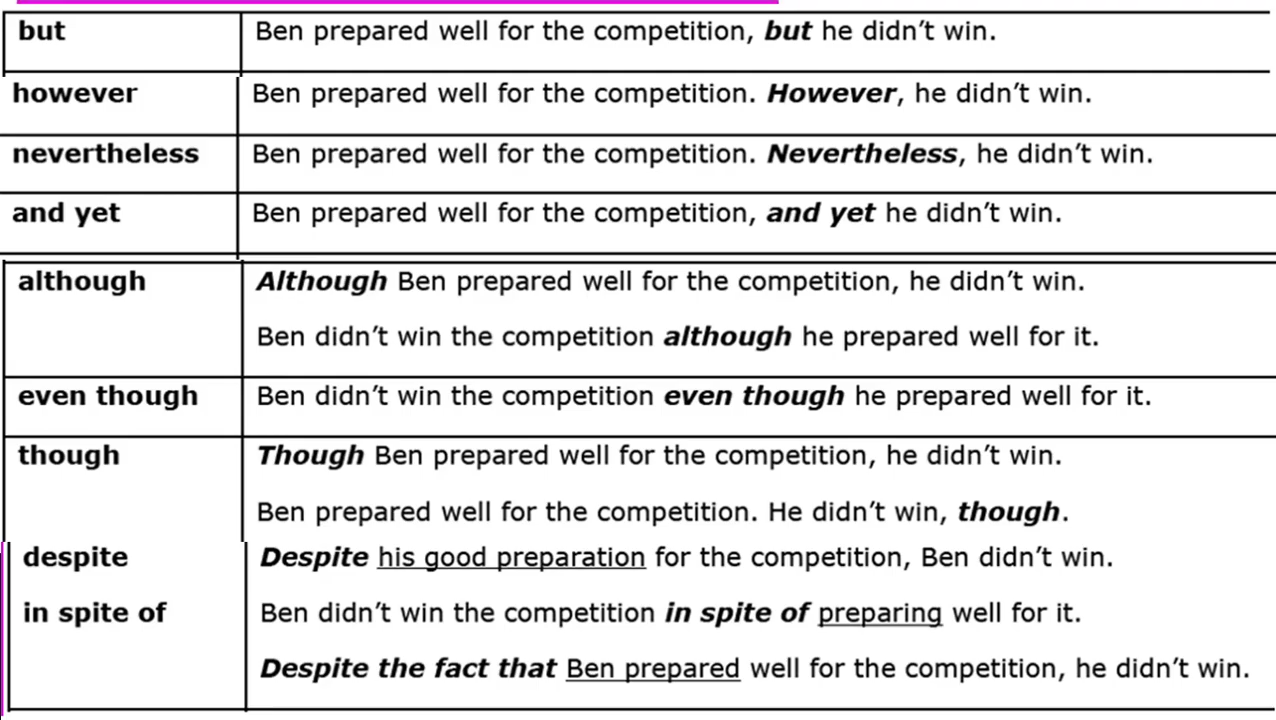 but Ben prepared well for the competition, but he didn’t win.
however Ben prepared well for the competition. However, he didn’t win.
nevertheless Ben prepared well for the competition. Nevertheless, he didn’t win.
and yet Ben prepared well for the competition, and yet he didn’t win.
although Although Ben prepared well for the competition, he didn’t win.
Ben didn’t win the competition although he prepared well for it.
even though Ben didn’t win the competition even though he prepared well for it.
though Though Ben prepared well for the competition, he didn’t win.
Ben prepared well for the competition. He didn’t win, though.
despite Despite his good preparation for the competition, Ben didn’t win.
in spite of Ben didn’t win the competition in spite of preparing well for it.
Despite the fact that Ben prepared well for the competition, he didn’t win.